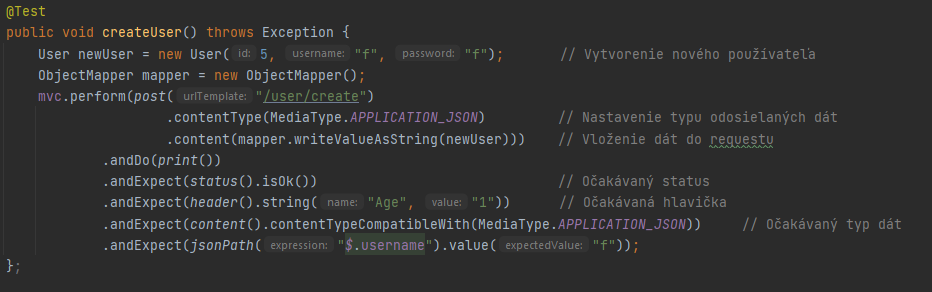 @Test
public void createUser() throws Exception {
User newUser = new User( id: 5, username: "f", password: "f"); // Vytvorenie nového používateľa
ObjectMapper mapper = new ObjectMapper();
mvc.perform(post( urlTemplate: "/user/create")
.contentType(MediaType.APPLICATION_JSON) // Nastavenie typu odosielaných dát
.content(mapper.writeValueAsString(newUser))) // Vloženie dát do requestu
.andDo(print())
.andExpect(status().isOk()) // Očakávaný status
.andExpect(header().string( name: "Age", value: "1")) // Očakávaná hlavička
.andExpect(content().contentTypeCompatibleWith(MediaType.APPLICATION_JSON)) // Očakávaný typ dát
.andExpect(jsonPath( expression: "$.username").value( expectedValue: "f"));
};